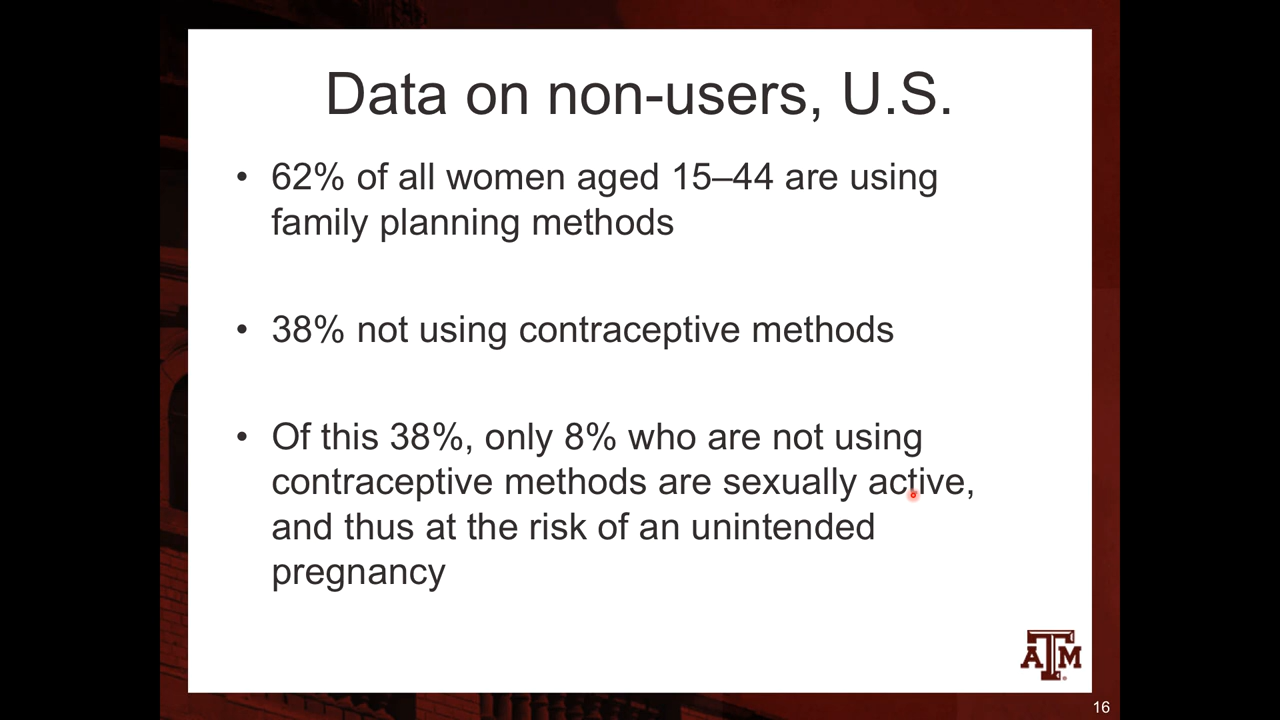 Data on non-users, U.S.
• 62% of all women aged 15–44 are using
family planning methods
• 38% not using contraceptive methods
• Of this 38%, only 8% who are not using
contraceptive methods are sexually active,
and thus at the risk of an unintended
pregnancy
ATM
16